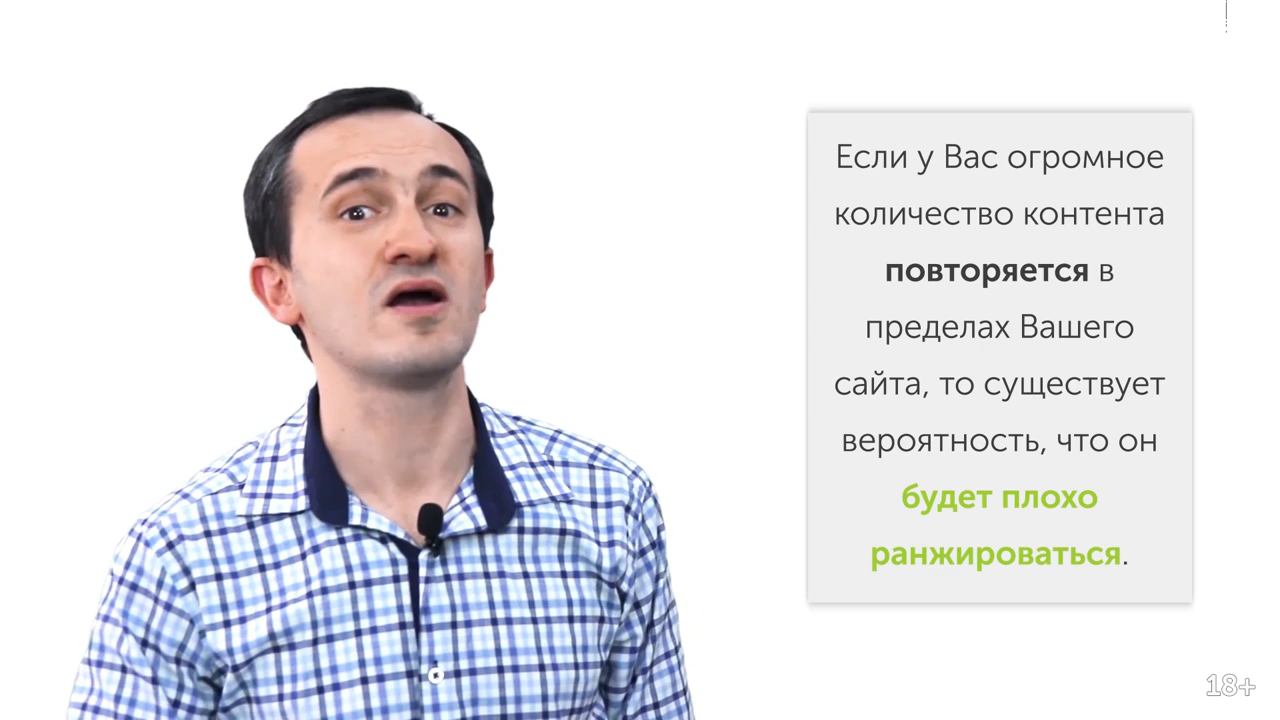 Если у Вас огромное
количество контента
повторяется в
пределах Вашего
сайта, то существует
вероятность, что он
будет плохо
ранжироваться.
18+